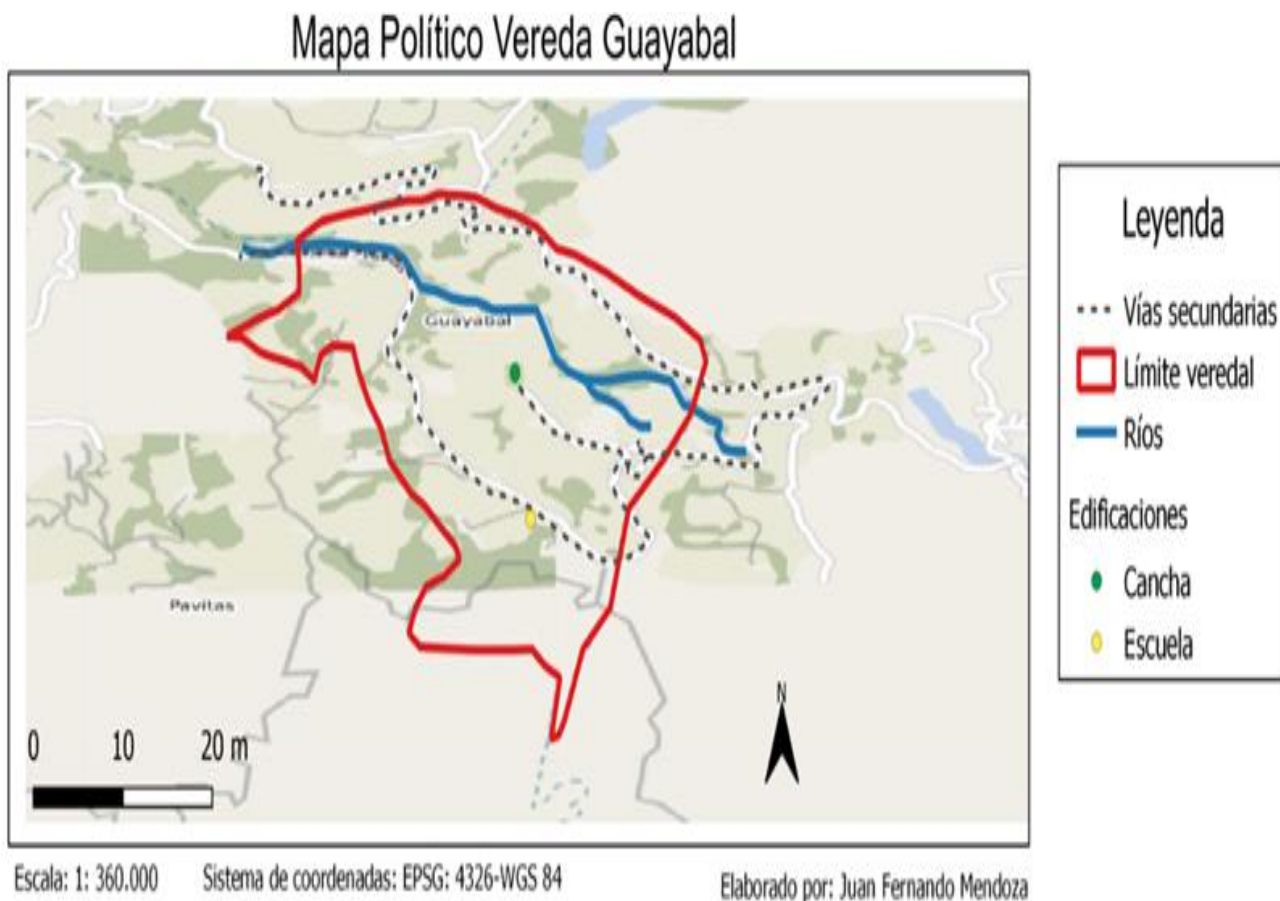 Mapa Político Vereda Guayabal
Guayabal
Pavitas
0 10 20 m
N
Leyenda
Vías secundarias
Límite veredal
Ríos
Edificaciones
Cancha
Escuela
Escala: 1: 360.000 Sistema de coordenadas: EPSG: 4326-WGS 84 Elaborado por: Juan Fernando Mendoza